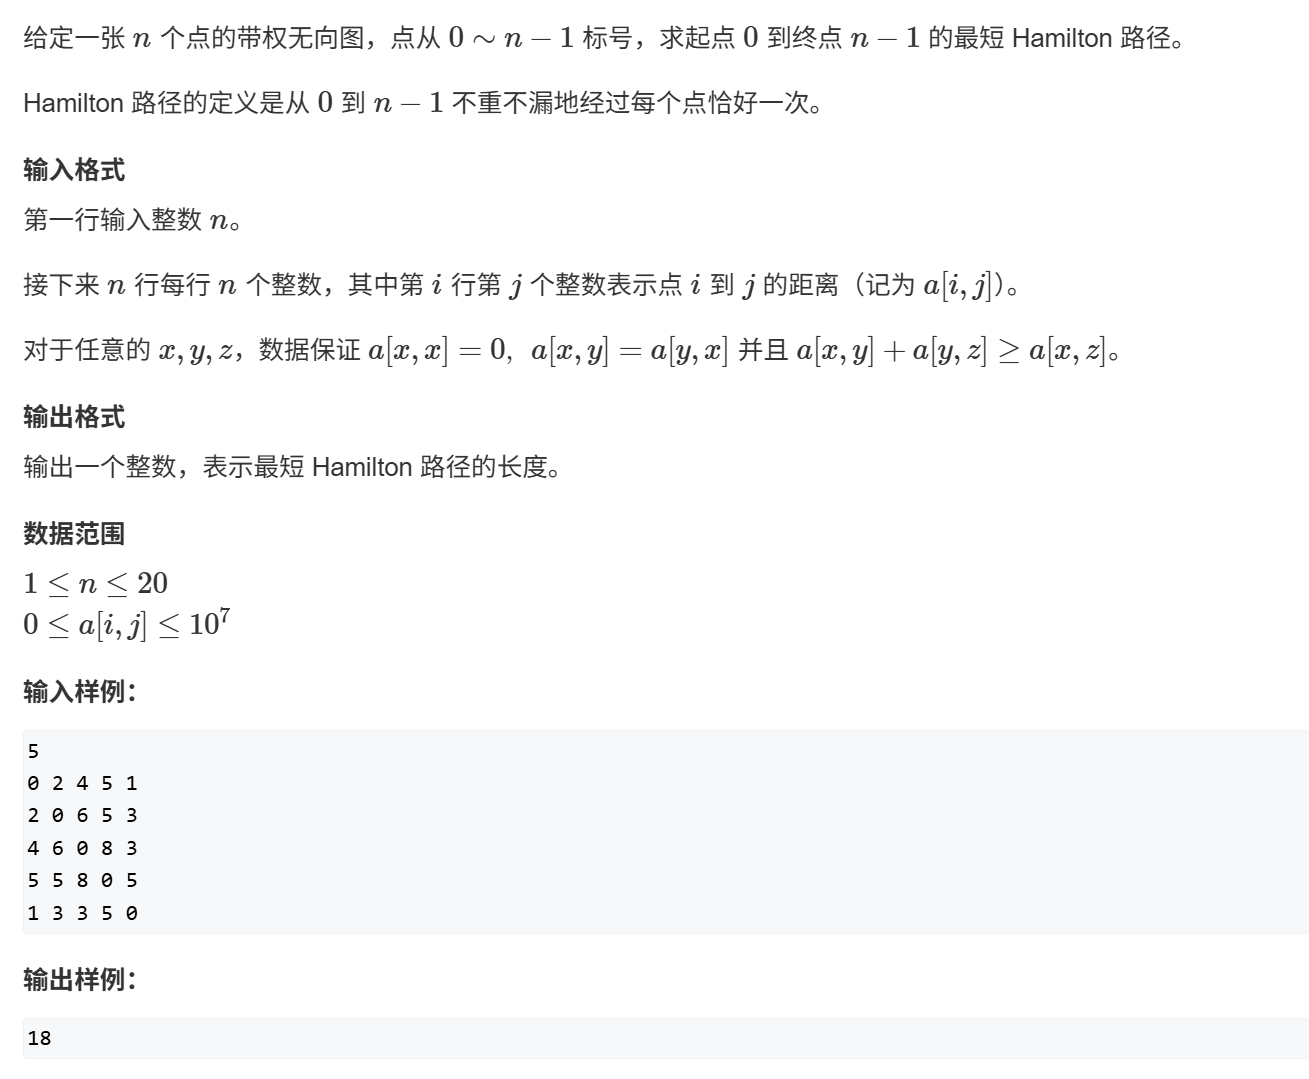 给定一张 n 个点的带权无向图，点从 0 ∼ n − 1 标号，求起点 0 到终点 n − 1 的最短 Hamilton 路径。
Hamilton 路径的定义是从 0 到 n − 1 不重不漏地经过每个点恰好一次。
输入格式
第一行输入整数 n。
接下来 n 行每行 n 个整数，其中第 i 行第 j 个整数表示点 i 到 j 的距离（记为 a[i, j]）。
对于任意的 x, y, z，数据保证 a[x, x] = 0，a[x, y] = a[y, x] 并且 a[x, y] + a[y, z] ≥ a[x, z]。
输出格式
输出一个整数，表示最短 Hamilton 路径的长度。
数据范围
1 ≤ n ≤ 20
0 ≤ a[i, j] ≤ 10⁷
输入样例：
5
0 2 4 5 1
2 0 6 5 3
4 6 0 8 3
5 5 8 0 5
1 3 3 5 0
输出样例：
18